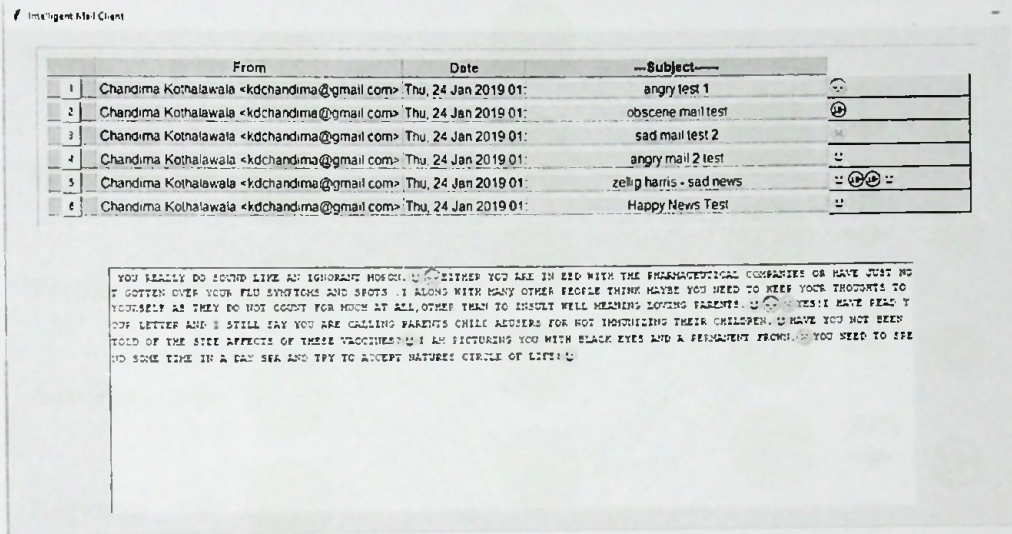 Intelligent Mail Client
From Date ---Subject-----
1 Chandima Kothalawala <kdchandima@gmail com> Thu, 24 Jan 2019 01: angry test 1
2 Chandima Kothalawala <kdchandima@gmail com> Thu, 24 Jan 2019 01: obscene mail test
3 Chandima Kothalawala <kdchandima@gmail com> Thu, 24 Jan 2019 01: sad mail test 2
4 Chandima Kothalawala <kdchandima@gmail com> Thu, 24 Jan 2019 01: angry mail 2 test
5 Chandima Kothalawala <kdchandima@gmail com> Thu, 24 Jan 2019 01: zellig harris - sad news
6 Chandima Kothalawala <kdchandima@gmail com> Thu, 24 Jan 2019 01: Happy News Test
YOU REALLY DO SOUND LIKE AN IGNORANT MORON. EITHER YOU ARE IN BED WITH THE PHARMACEUTICAL COMPANIES OR HAVE JUST NO
T GOTTEN OVER YOUR FLU SYMPTOMS AND SPOTS .I ALONG WITH MANY OTHER PEOPLE THINK MAYBE YOU NEED TO KEEP YOUR THOUGHTS TO
YOURSELF AS THEY DO NOT COUNT FOR MUCH AT ALL,OTHER THAN TO INSULT WELL MEANING LOVING PARENTS. YES!I HAVE READ Y
OUR LETTER AND I STILL SAY YOU ARE CALLING PARENTS CHILD ABUSERS FOR NOT IMMUNIZING THEIR CHILDREN. HAVE YOU NOT BEEN
TOLD OF THE SIDE AFFECTS OF THESE VACCINES? I AM PICTURING YOU WITH BLACK EYES AND A PERMANENT FROWN. YOU NEED TO SPE
ND SOME TIME IN A DAY SPA AND TRY TO ACCEPT NATURES CIRCLE OF LIFE!